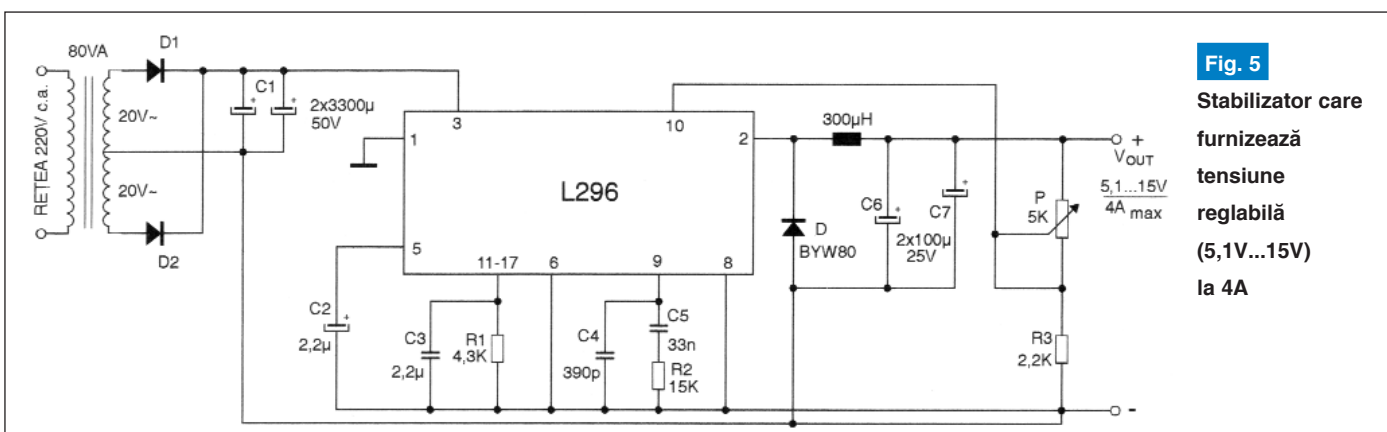 80VA
D1
RETEA 220V c.a.
20V~
20V~
D2
C1
+
+
2x3300µ
50V
3
10
1
2
L296
5
11-17
6
9
8
C2
+
2,2µ
C3
2,2µ
R1
4,3K
C4
390p
C5
33n
R2
15K
300µH
D
BYW80
C6
+
C7
+
2x100µ
25V
P
5K
R3
2,2K
+
VOUT
5,1...15V
4A max
-
Fig. 5
Stabilizator care
furnizează
tensiune
reglabilă
(5,1V...15V)
la 4A